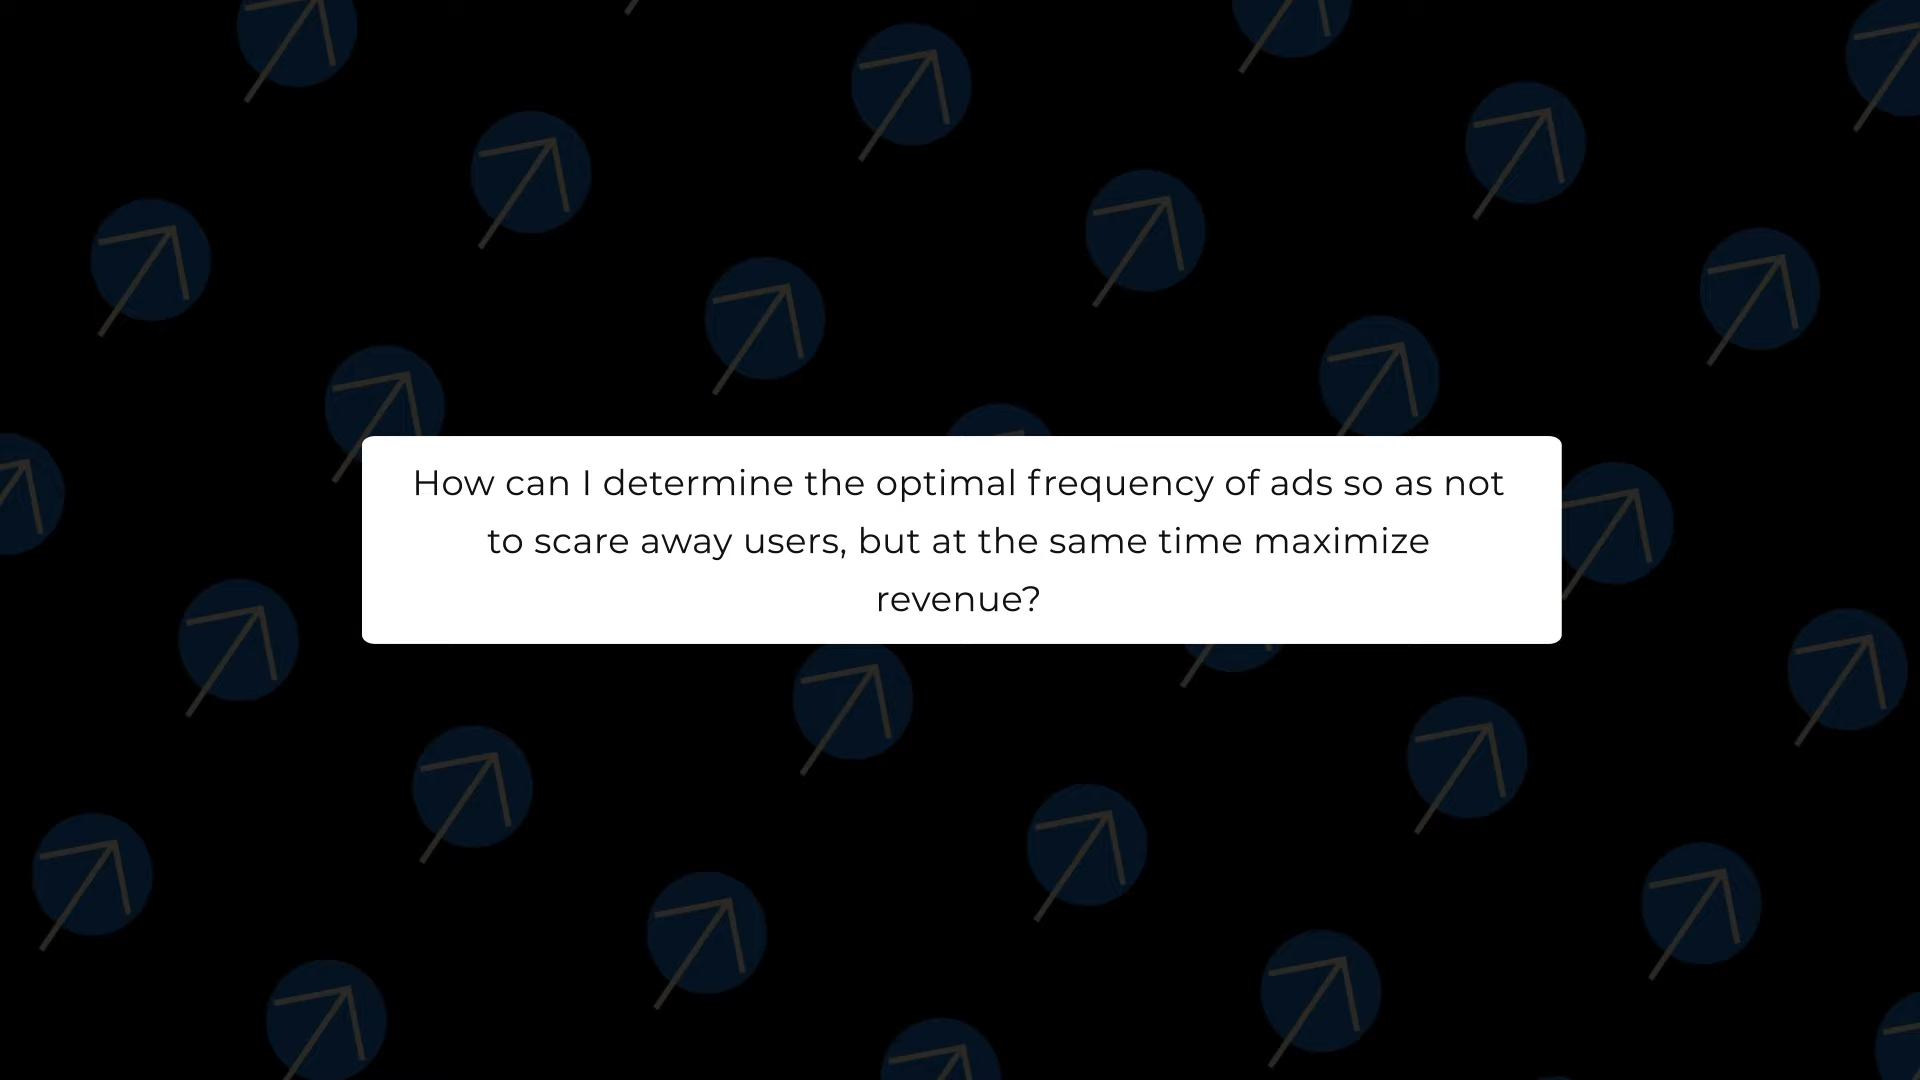 How can I determine the optimal frequency of ads so as not
to scare away users, but at the same time maximize
revenue?